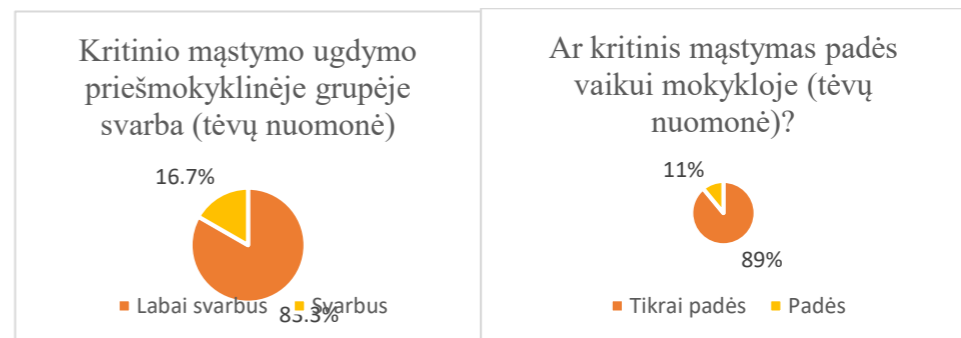 Kritinio mąstymo ugdymo
priešmokyklinėje grupėje
svarba (tėvų nuomonė)
16.7%
83.3%
Labai svarbus
Svarbus
Ar kritinis mąstymas padės
vaikui mokykloje (tėvų
nuomonė)?
11%
89%
Tikrai padės
Padės